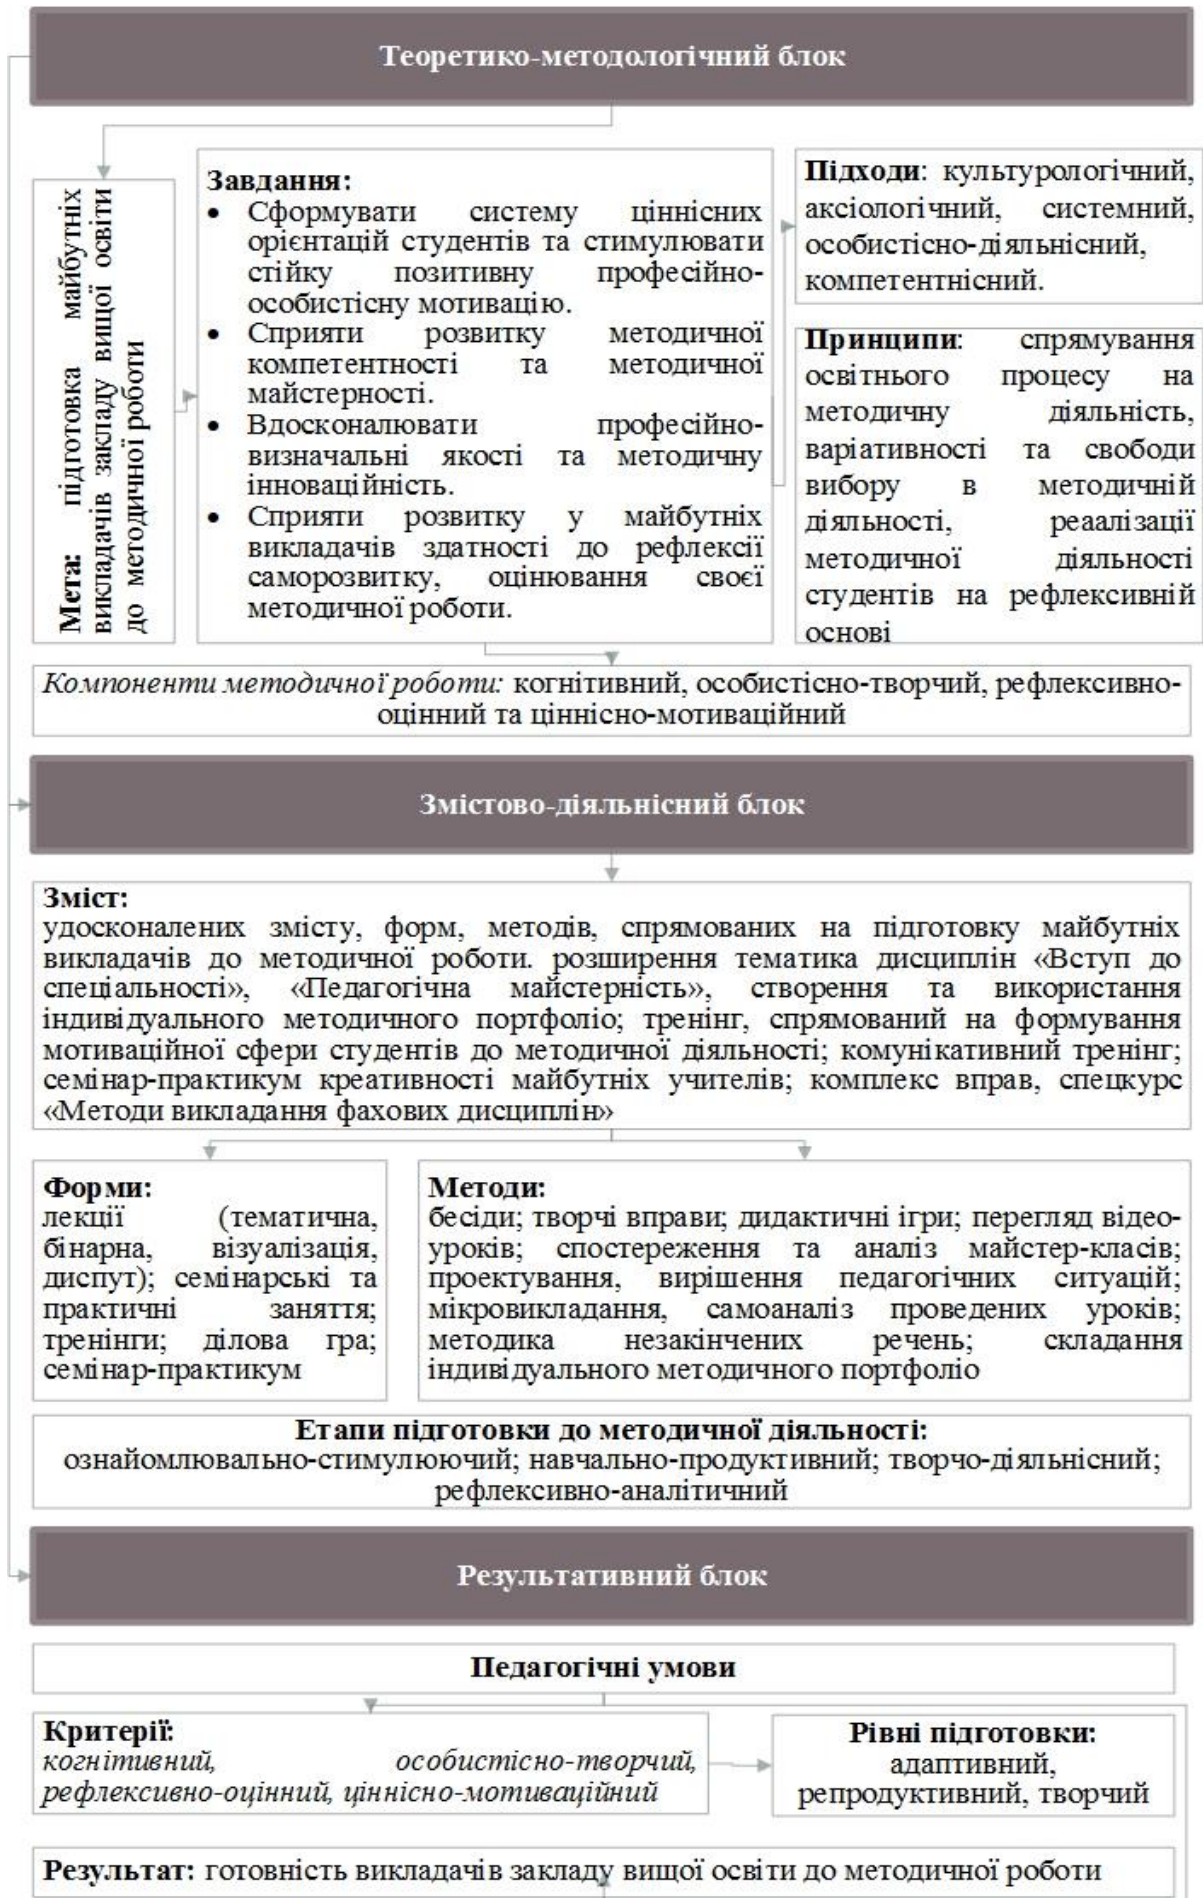 Теоретико-методологічний блок
Мета: підготовка майбутніх
викладачів закладу вищої освіти
до методичної роботи
Завдання:
• Сформувати систему ціннісних
орієнтацій студентів та стимулювати
стійку позитивну професійно-
особистісну мотивацію.
• Сприяти розвитку методичної
компетентності та методичної
майстерності.
• Вдосконалювати професійно-
визначальні якості та методичну
інноваційність.
• Сприяти розвитку у майбутніх
викладачів здатності до рефлексії
саморозвитку, оцінювання своєї
методичної роботи.
Підходи: культурологічний,
аксіологічний, системний,
особистісно-діяльнісний,
компетентнісний.
Принципи: спрямування
освітнього процесу на
методичну діяльність,
варіативності та свободи
вибору в методичній
діяльності, реаалізації
методичної діяльності
студентів на рефлексивній
основі
Компоненти методичної роботи: когнітивний, особистісно-творчий, рефлексивно-
оцінний та ціннісно-мотиваційний
Змістово-діяльнісний блок
Зміст:
удосконалених змісту, форм, методів, спрямованих на підготовку майбутніх
викладачів до методичної роботи. розширення тематика дисциплін «Вступ до
спеціальності», «Педагогічна майстерність», створення та використання
індивідуального методичного портфоліо; тренінг, спрямований на формування
мотиваційної сфери студентів до методичної діяльності; комунікативний тренінг;
семінар-практикум креативності майбутніх учителів; комплекс вправ, спецкурс
«Методи викладання фахових дисциплін»
Форми:
лекції (тематична,
бінарна, візуалізація,
диспут); семінарські та
практичні заняття;
тренінги; ділова гра;
семінар-практикум
Методи:
бесіди; творчі вправи; дидактичні ігри; перегляд відео-
уроків; спостереження та аналіз майстер-класів;
проектування, вирішення педагогічних ситуацій;
мікровикладання, самоаналіз проведених уроків;
методика незакінчених речень; складання
індивідуального методичного портфоліо
Етапи підготовки до методичної діяльності:
ознайомлювально-стимулюючий; навчально-продуктивний; творчо-діяльнісний;
рефлексивно-аналітичний
Результативний блок
Педагогічні умови
Критерії:
когнітивний, особистісно-творчий,
рефлексивно-оцінний, ціннісно-мотиваційний
Рівні підготовки:
адаптивний,
репродуктивний, творчий
Результат: готовність викладачів закладу вищої освіти до методичної роботи